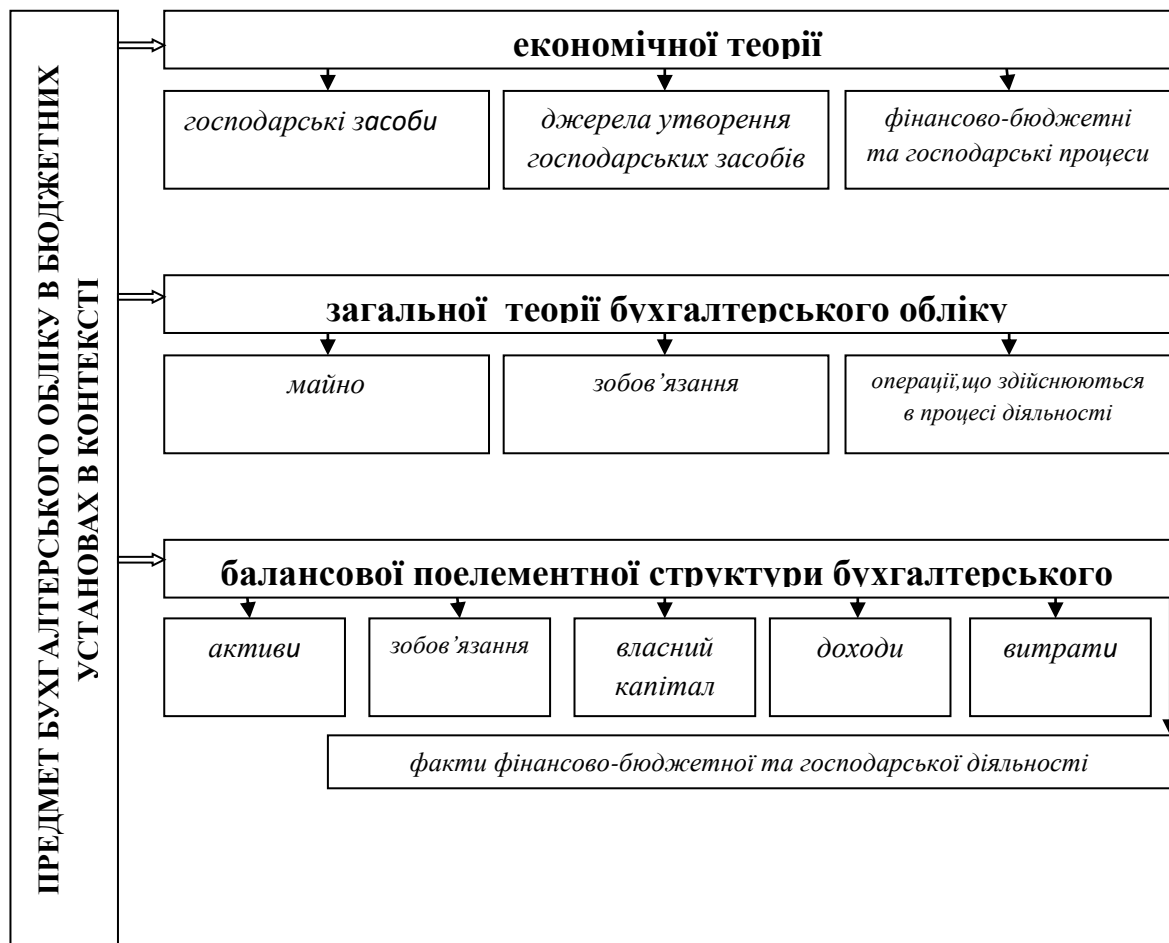 ПРЕДМЕТ БУХГАЛТЕРСЬКОГО ОБЛІКУ В БЮДЖЕТНИХ
УСТАНОВАХ В КОНТЕКСТІ
економічної теорії
господарські засоби
джерела утворення
господарських засобів
фінансово-бюджетні
та господарські процеси
загальної теорії бухгалтерського обліку
майно
зобов’язання
операції,що здійснюються
в процесі діяльності
балансової поелементної структури бухгалтерського
активи
зобов’язання
власний
капітал
доходи
витрати
факти фінансово-бюджетної та господарської діяльності